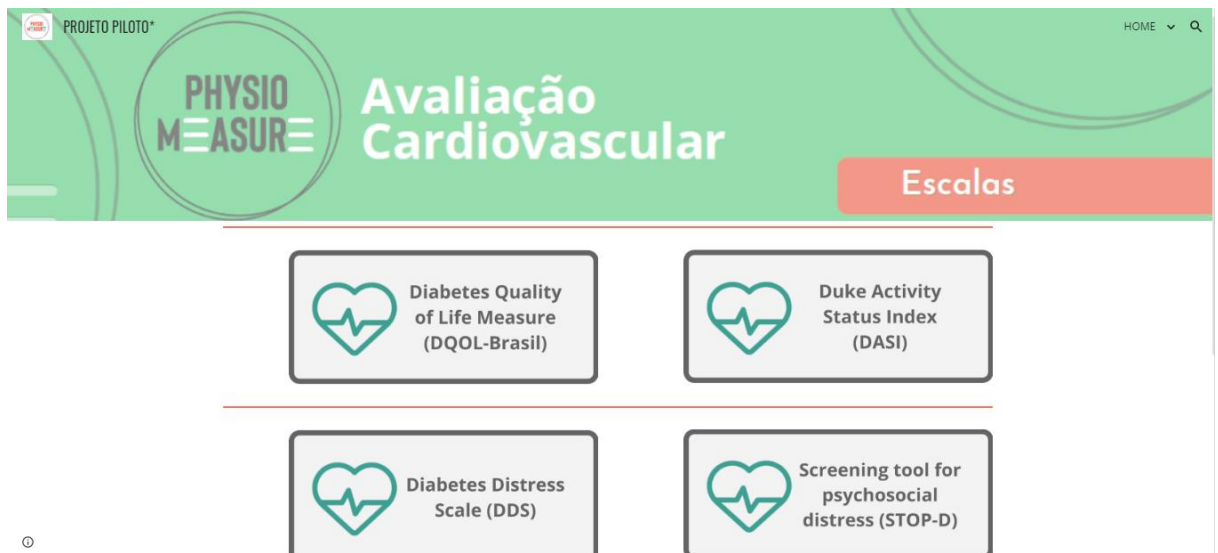 PROJETO PILOTO*
HOME
PHYSIO
MEASURE
Avaliação
Cardiovascular
Escalas
Diabetes Quality
of Life Measure
(DQOL-Brasil)
Duke Activity
Status Index
(DASI)
Diabetes Distress
Scale (DDS)
Screening tool for
psychosocial
distress (STOP-D)